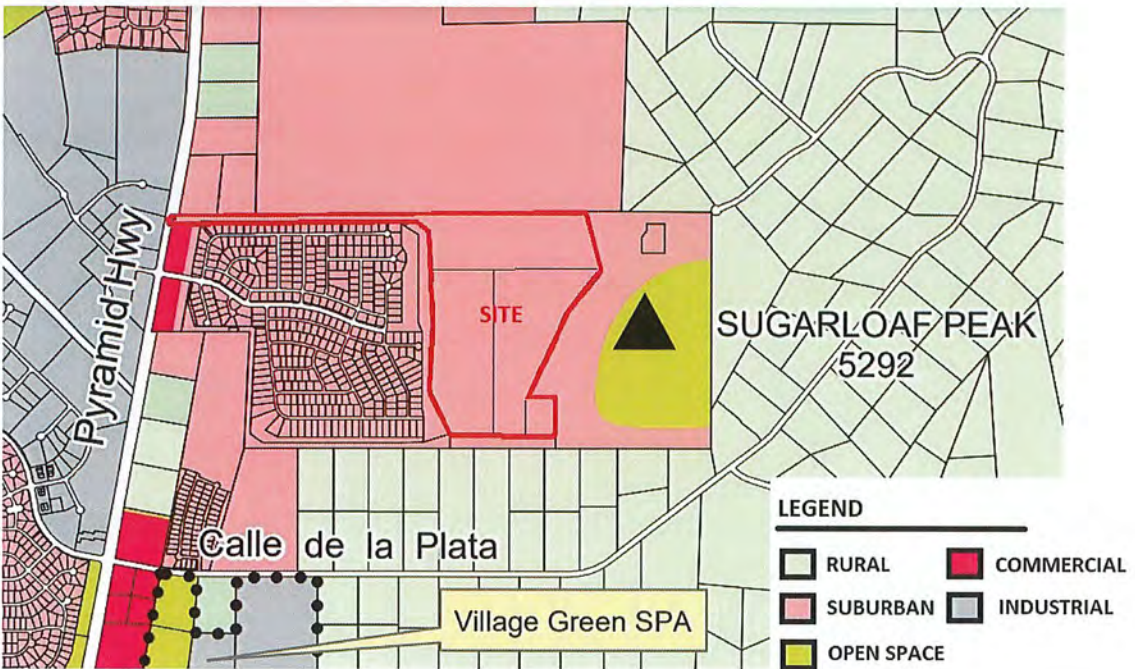 Pyramid Hwy
SITE
SUGARLOAF PEAK
5292
Calle de la Plata
Village Green SPA
LEGEND
RURAL
COMMERCIAL
SUBURBAN
INDUSTRIAL
OPEN SPACE